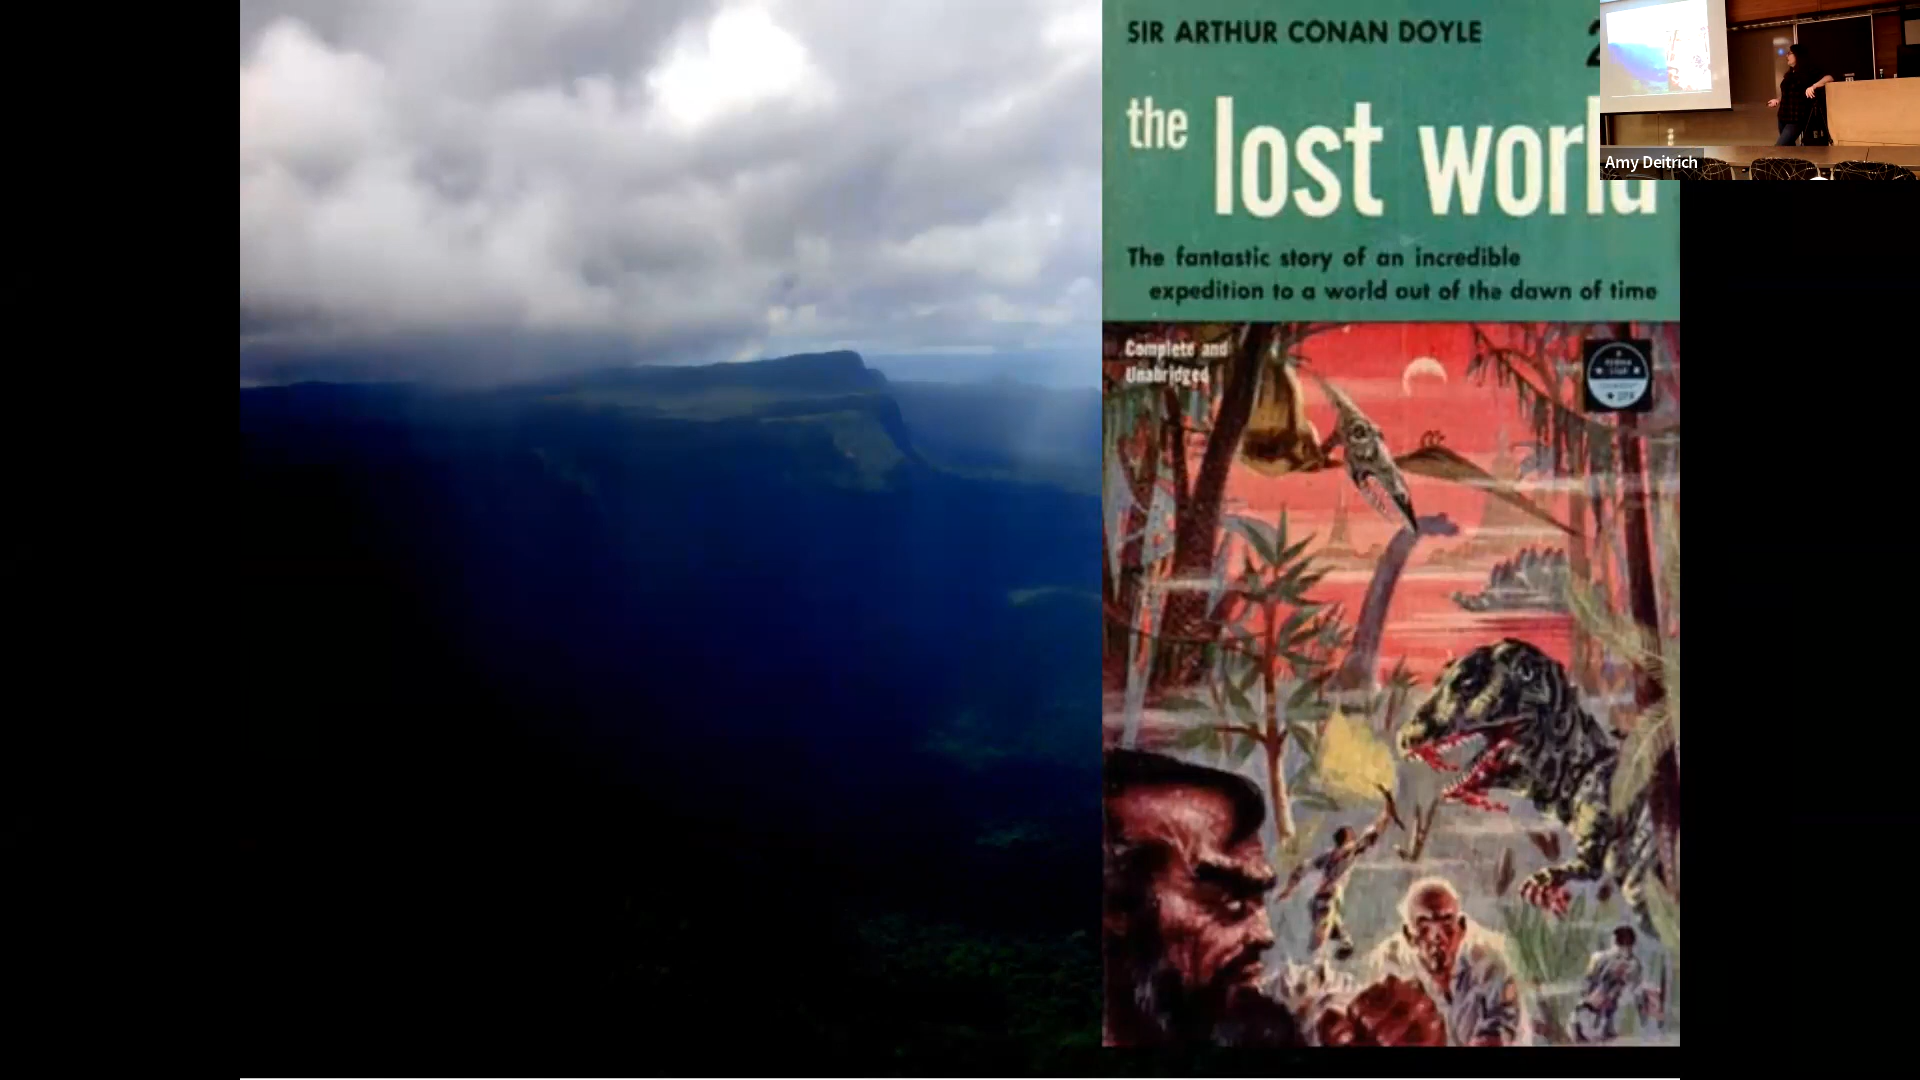 SIR ARTHUR CONAN DOYLE
the lost world
The fantastic story of an incredible
expedition to a world out of the dawn of time
Complete and
Unabridged
Amy Deitrich